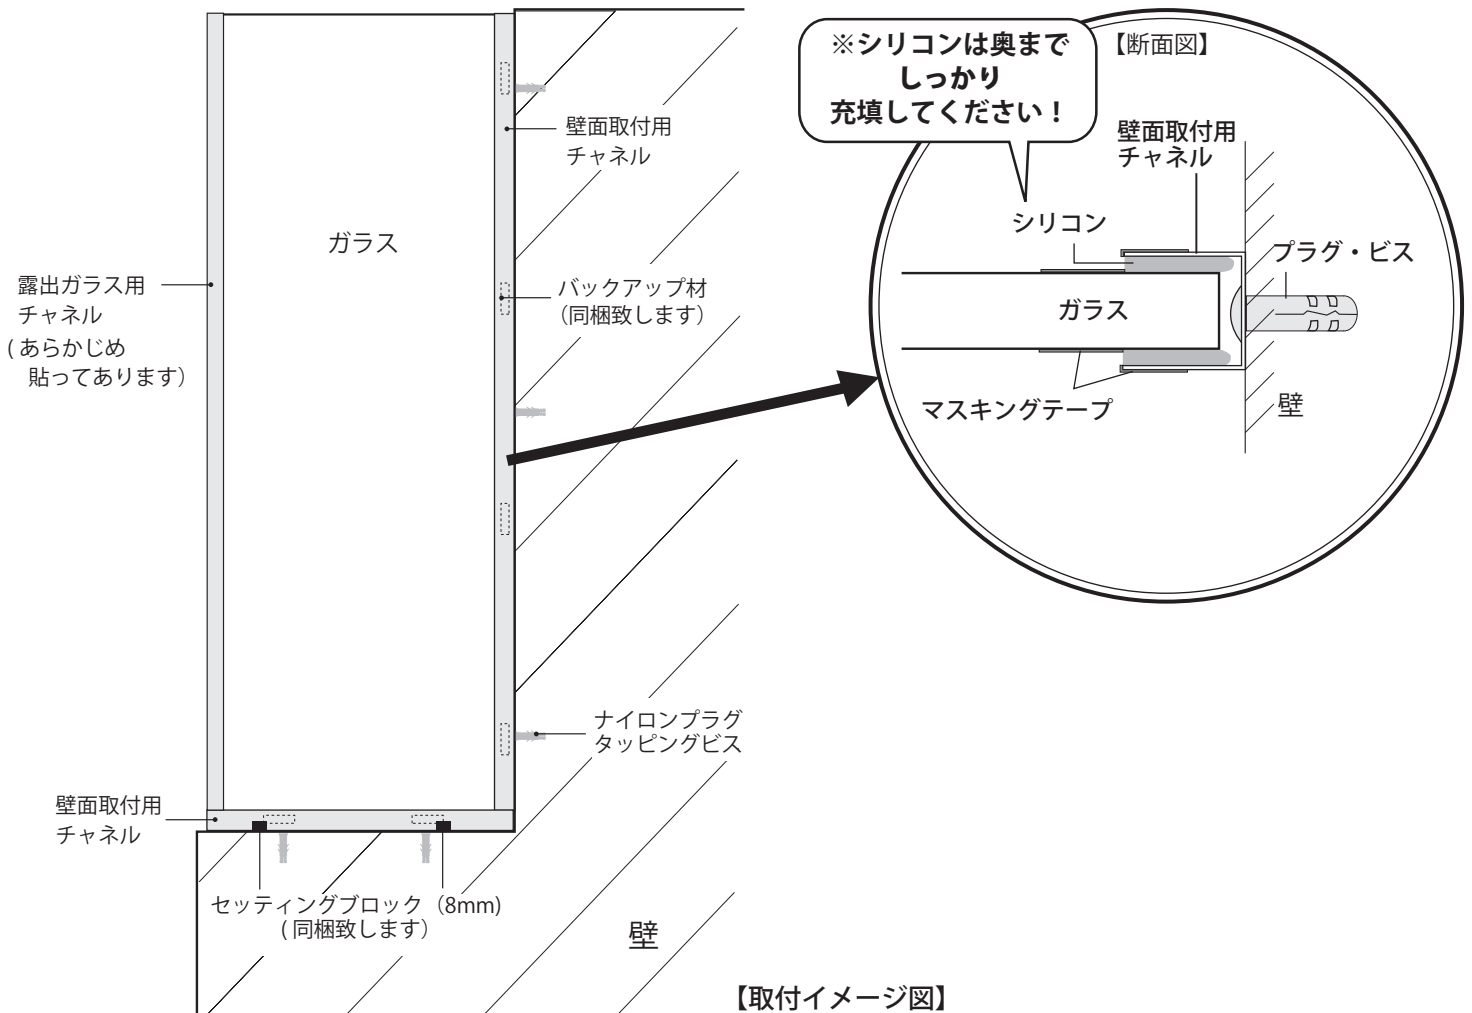 壁面取付用
チャネル
ガラス
露出ガラス用
チャネル
(あらかじめ
貼ってあります)
バックアップ材
(同梱致します)
ナイロンプラグ
タッピングビス
壁面取付用
チャネル
セッティングブロック(8mm)
(同梱致します)
壁
【取付イメージ図】
※シリコンは奥まで
しっかり
充填してください!
【断面図】
壁面取付用
チャネル
シリコン
プラグ・ビス
ガラス
マスキングテープ
壁